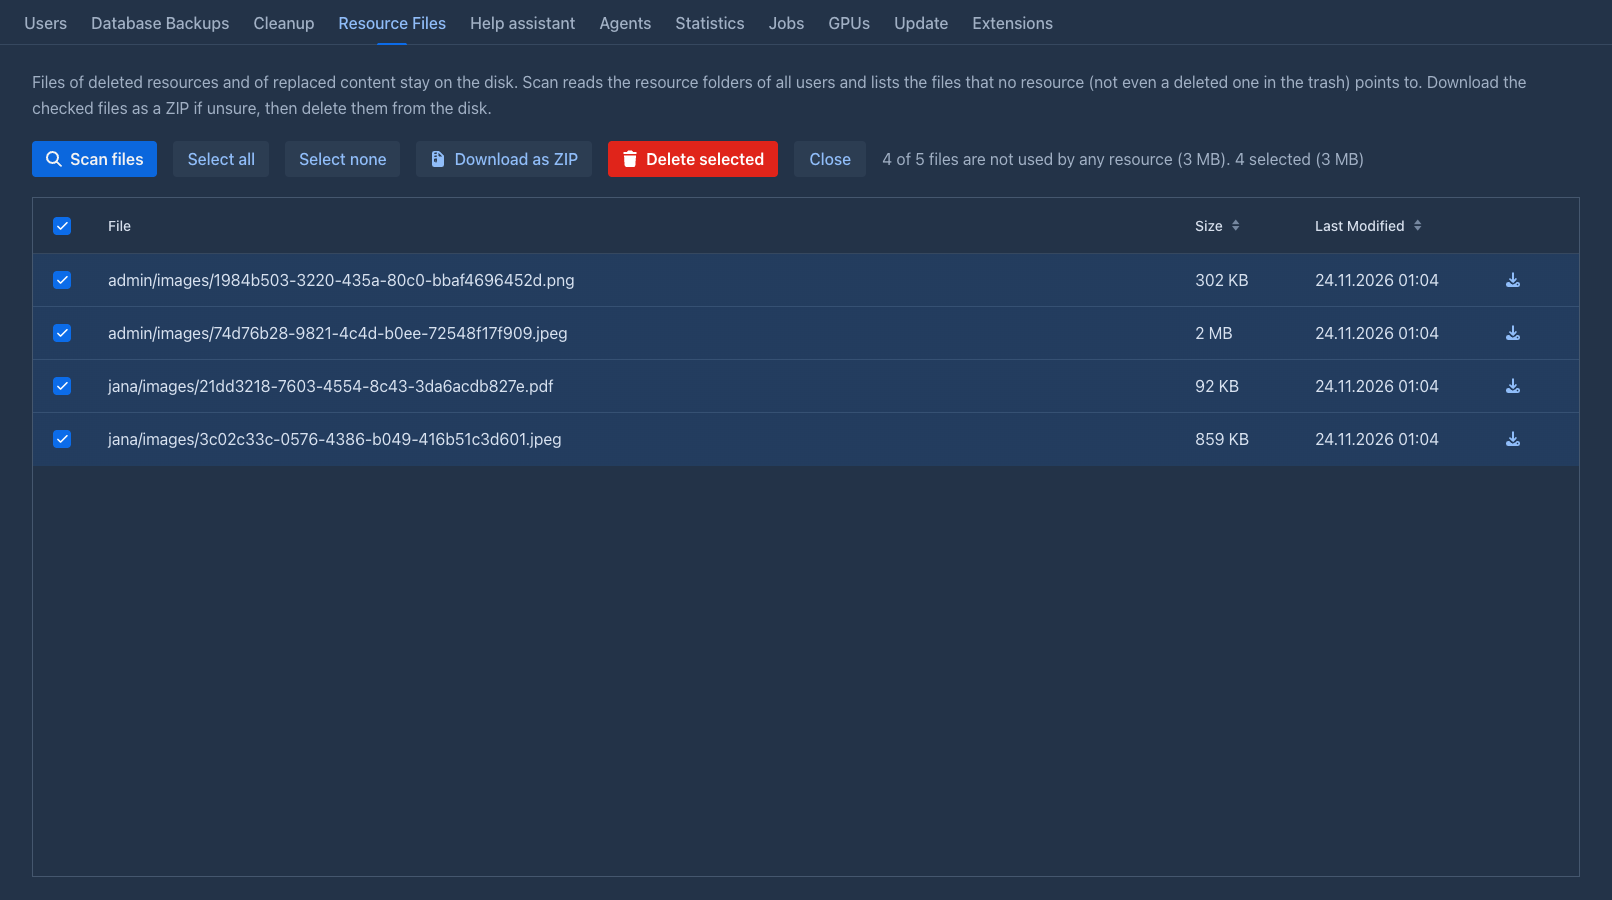 Users Database Backups Cleanup Resource Files Help assistant Agents Statistics Jobs GPUs Update Extensions
Files of deleted resources and of replaced content stay on the disk. Scan reads the resource folders of all users and lists the files that no resource (not even a deleted one in the trash) points to. Download the
checked files as a ZIP if unsure, then delete them from the disk.
Scan files Select all Select none Download as ZIP Delete selected Close 4 of 5 files are not used by any resource (3 MB). 4 selected (3 MB)
File Size Last Modified
admin/images/1984b503-3220-435a-80c0-bbaf4696452d.png 302 KB 24.11.2026 01:04
admin/images/74d76b28-9821-4c4d-b0ee-72548f17f909.jpeg 2 MB 24.11.2026 01:04
jana/images/21dd3218-7603-4554-8c43-3da6acdb827e.pdf 92 KB 24.11.2026 01:04
jana/images/3c02c33c-0576-4386-b049-416b51c3d601.jpeg 859 KB 24.11.2026 01:04